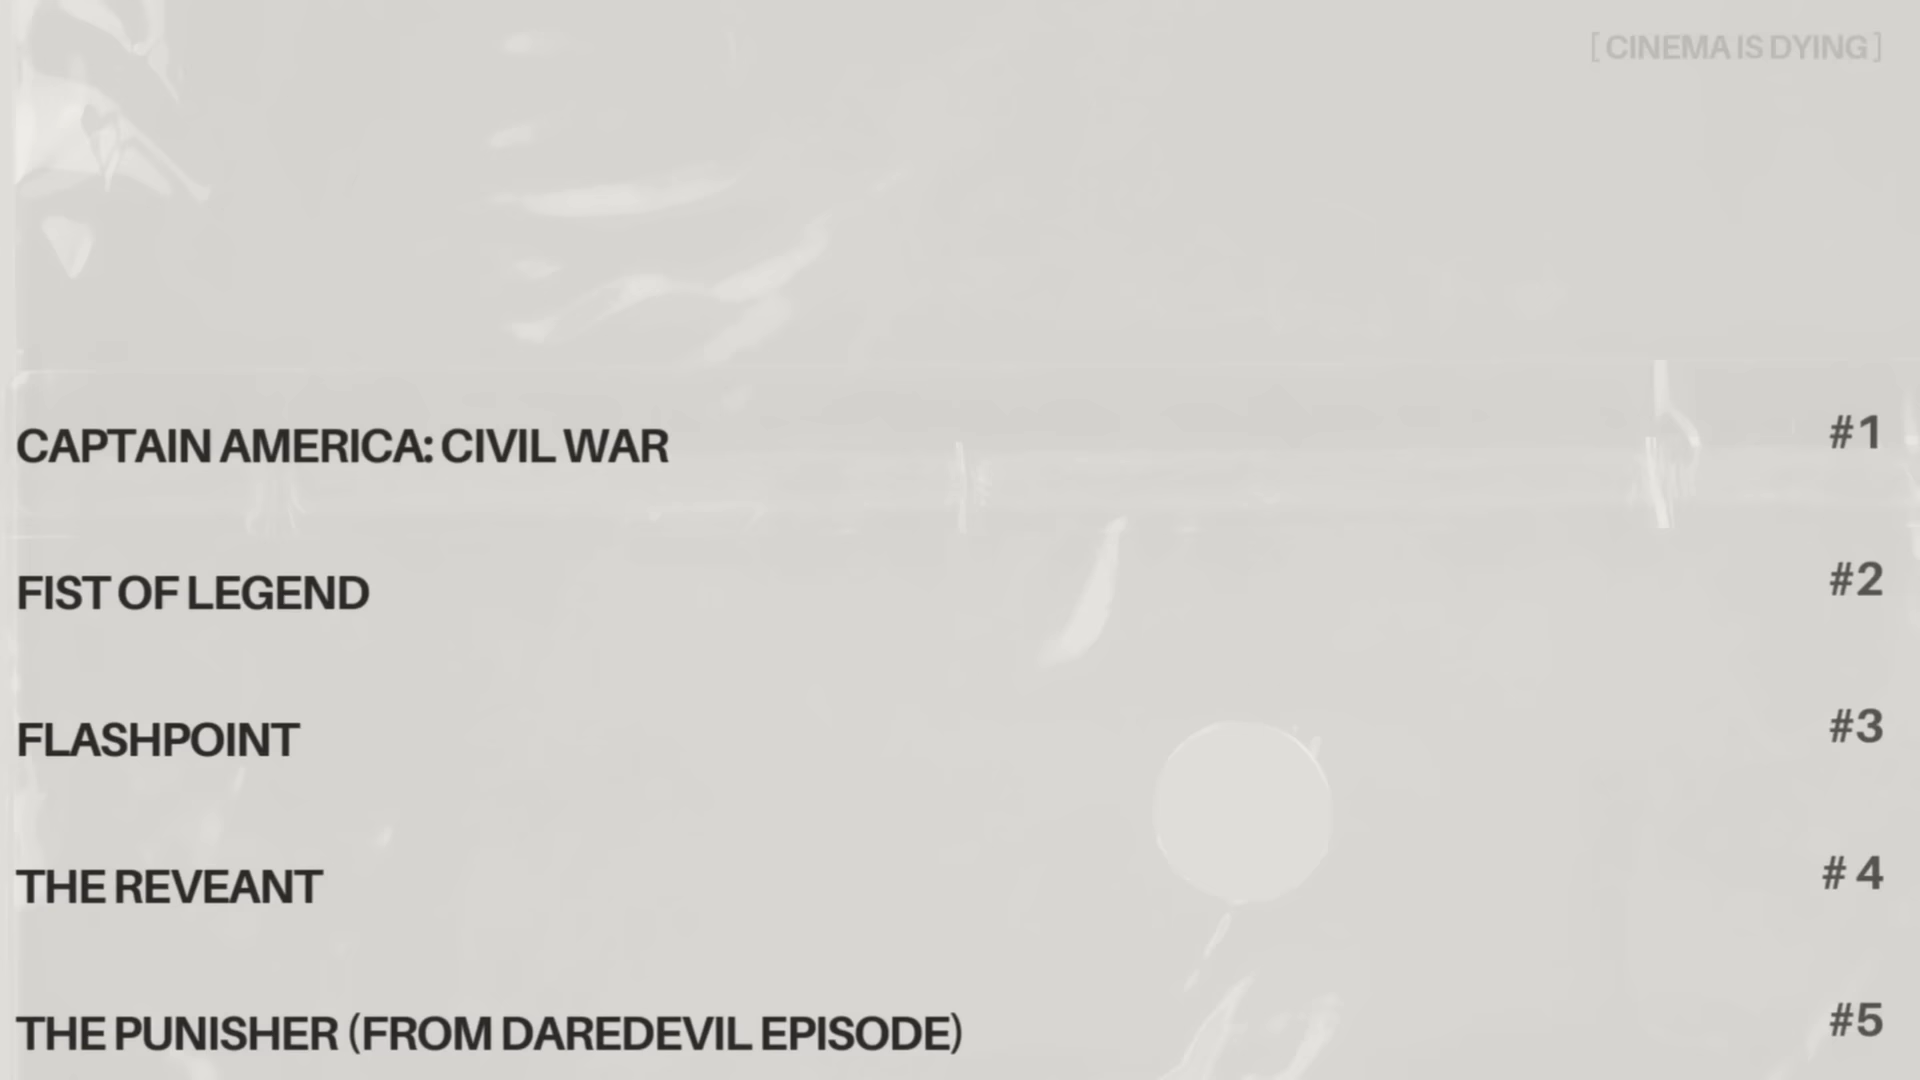 [CINEMA IS DYING]
CAPTAIN AMERICA: CIVIL WAR #1
FIST OF LEGEND #2
FLASHPOINT #3
THE REVEANT # 4
THE PUNISHER (FROM DAREDEVIL EPISODE) #5